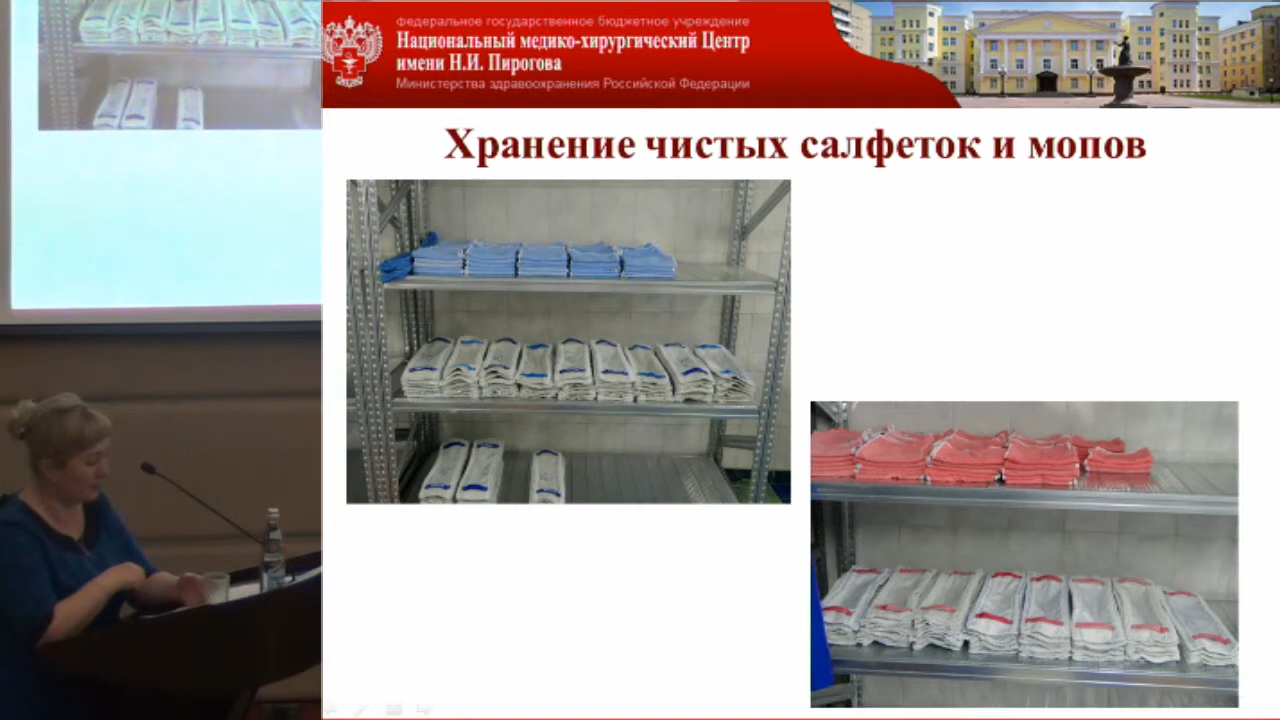 федеральное государственное бюджетное учреждение
Национальный медико-хирургический Центр
имени Н.И. Пирогова
Министерства здравоохранения Российской Федерации
Хранение чистых салфеток и мопов